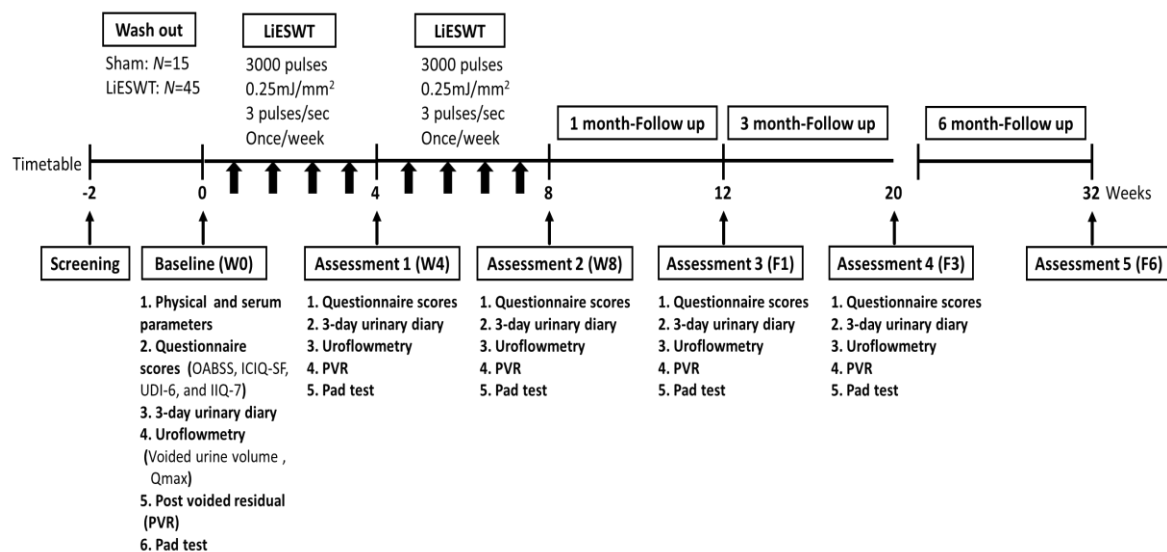 Wash out
Sham: N=15
LiESWT: N=45
LiESWT
3000 pulses
0.25mJ/mm²
3 pulses/sec
Once/week
LiESWT
3000 pulses
0.25mJ/mm²
3 pulses/sec
Once/week
1 month-Follow up
3 month-Follow up
6 month-Follow up
Timetable
-2 0 4 8 12 20 32 Weeks
Screening
Baseline (W0)
1. Physical and serum
parameters
2. Questionnaire
scores (OABSS, ICIQ-SF,
UDI-6, and IIQ-7)
3. 3-day urinary diary
4. Uroflowmetry
(Voided urine volume ,
Qmax)
5. Post voided residual
(PVR)
6. Pad test
Assessment 1 (W4)
1. Questionnaire scores
2. 3-day urinary diary
3. Uroflowmetry
4. PVR
5. Pad test
Assessment 2 (W8)
1. Questionnaire scores
2. 3-day urinary diary
3. Uroflowmetry
4. PVR
5. Pad test
Assessment 3 (F1)
1. Questionnaire scores
2. 3-day urinary diary
3. Uroflowmetry
4. PVR
5. Pad test
Assessment 4 (F3)
1. Questionnaire scores
2. 3-day urinary diary
3. Uroflowmetry
4. PVR
5. Pad test
Assessment 5 (F6)